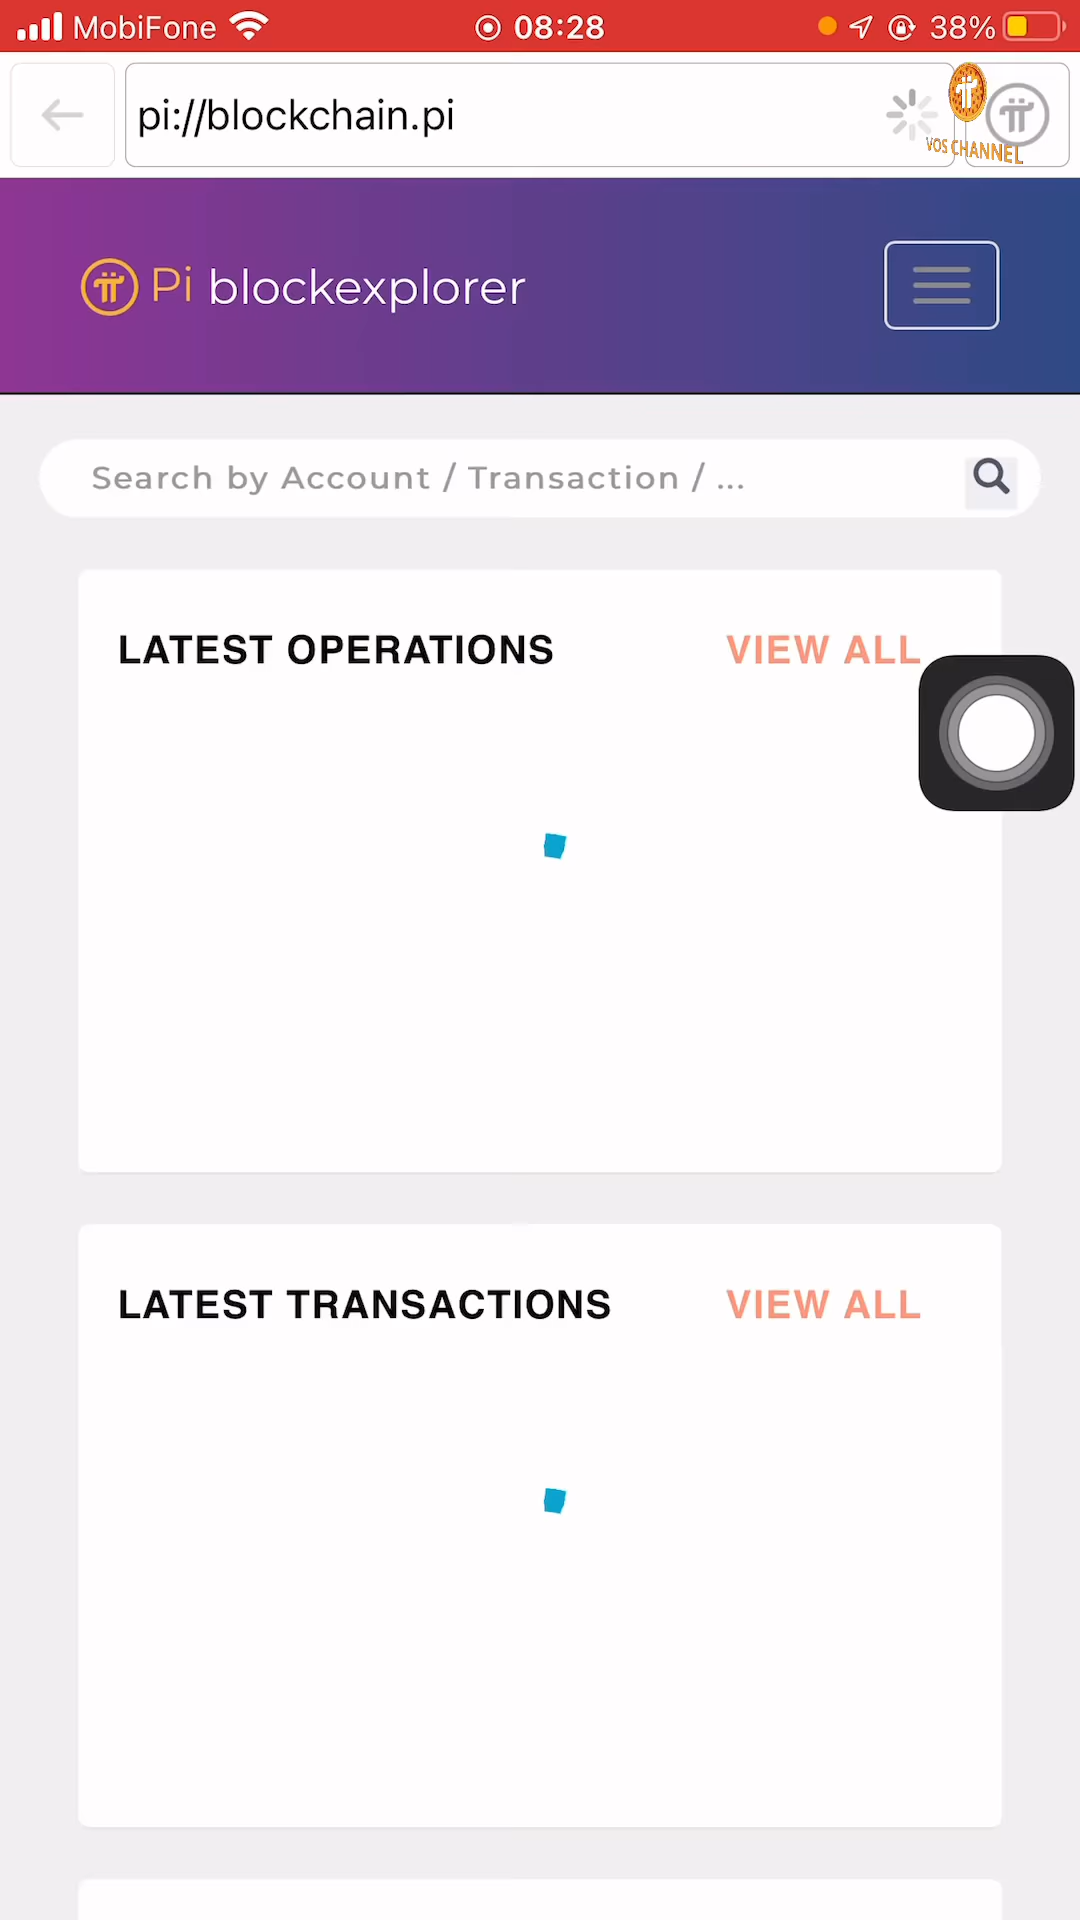 MobiFone 08:28 38%
pi://blockchain.pi
VOS CHANNEL
Pi blockexplorer
Search by Account / Transaction / ...
LATEST OPERATIONS VIEW ALL
LATEST TRANSACTIONS VIEW ALL